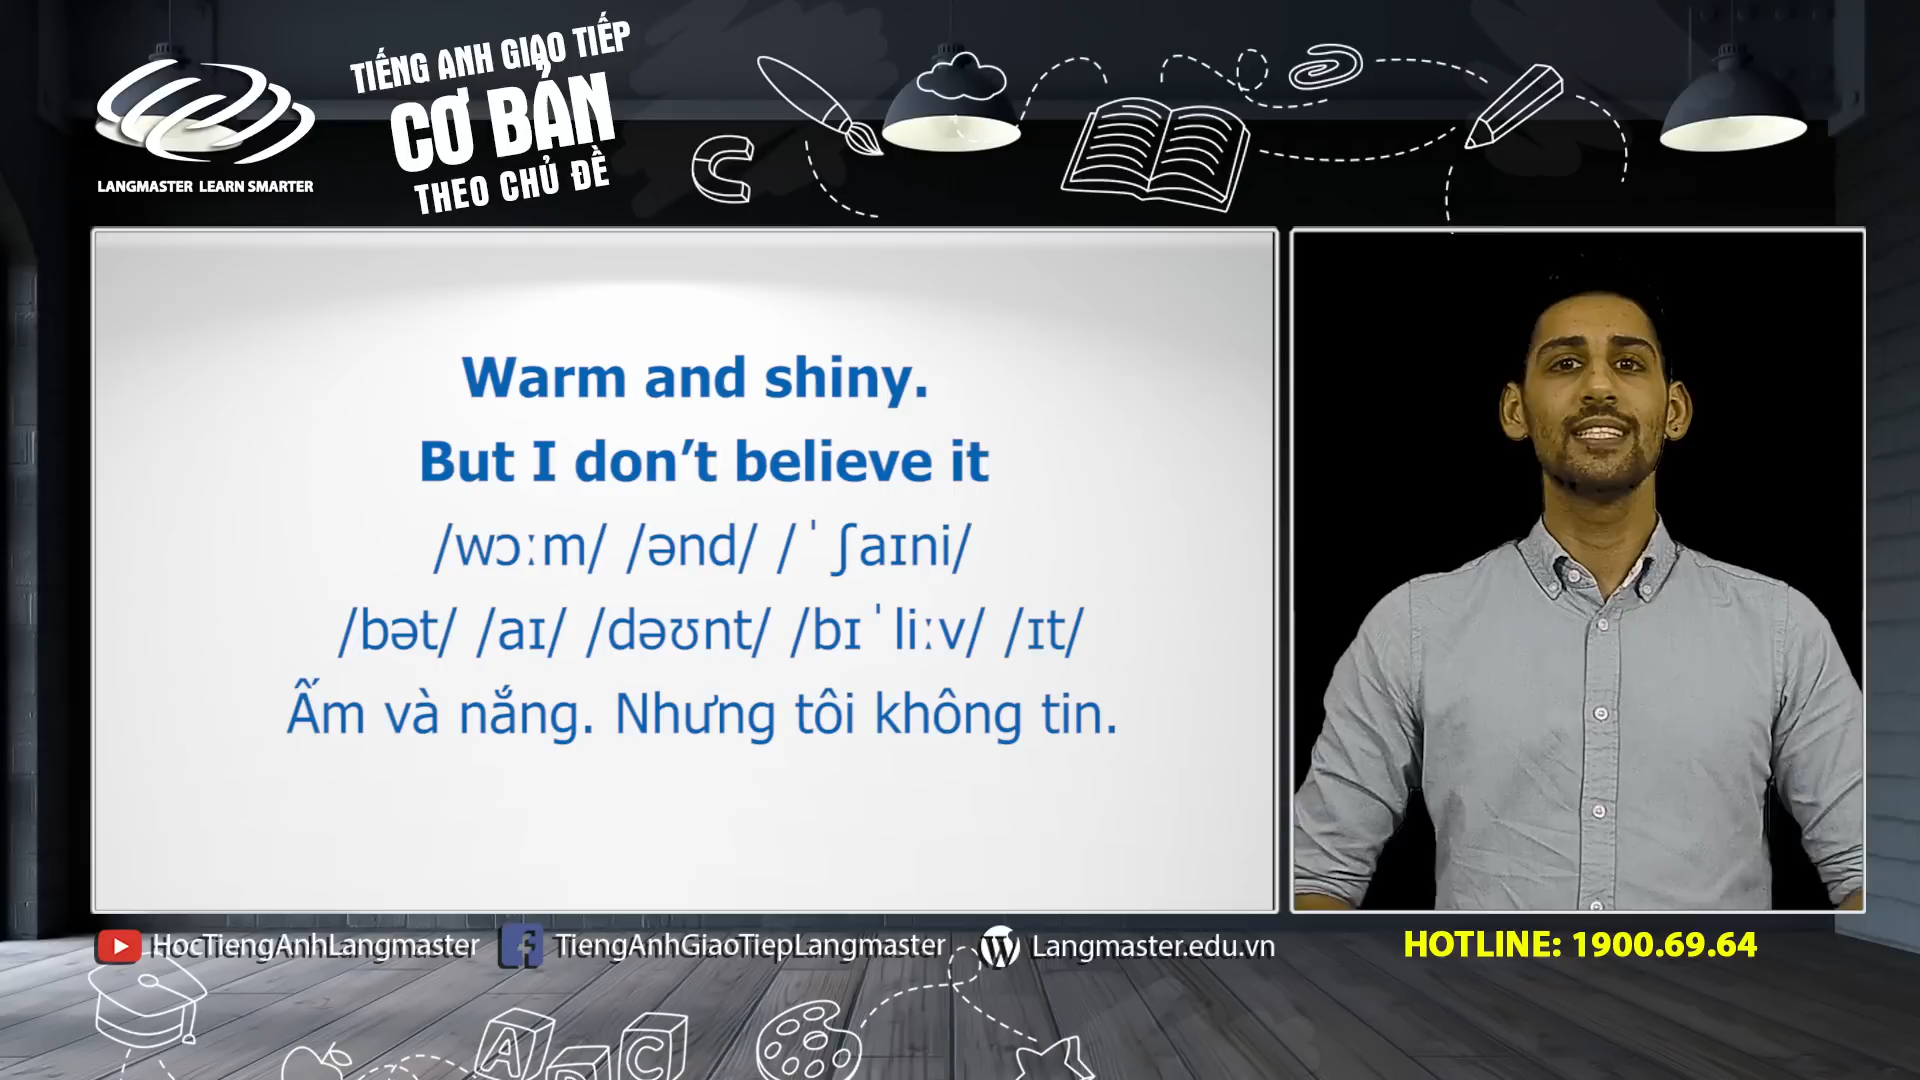 LANGMASTER LEARN SMARTER
TIẾNG ANH GIAO TIẾP
CƠ BẢN
THEO CHỦ ĐỀ
Warm and shiny.
But I don’t believe it
/wɔːm/ /ənd/ /ˈʃaɪni/
/bət/ /aɪ/ /dəʊnt/ /bɪˈliːv/ /ɪt/
Ấm và nắng. Nhưng tôi không tin.
HocTiengAnhLangmaster
TiengAnhGiaoTiepLangmaster
Langmaster.edu.vn
HOTLINE: 1900.69.64
A B C